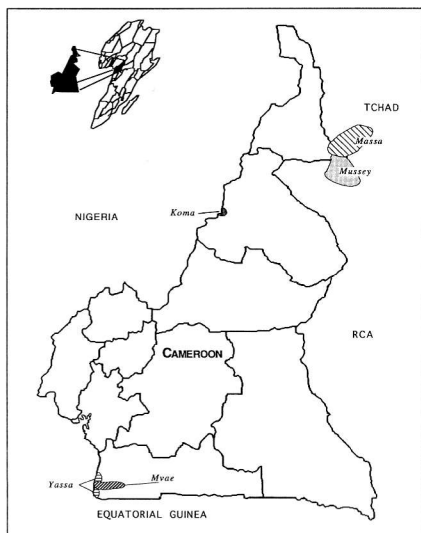 TCHAD
Massa
Mussey
Koma
NIGERIA
RCA
CAMEROON
Yassa
Mvae
EQUATORIAL GUINEA